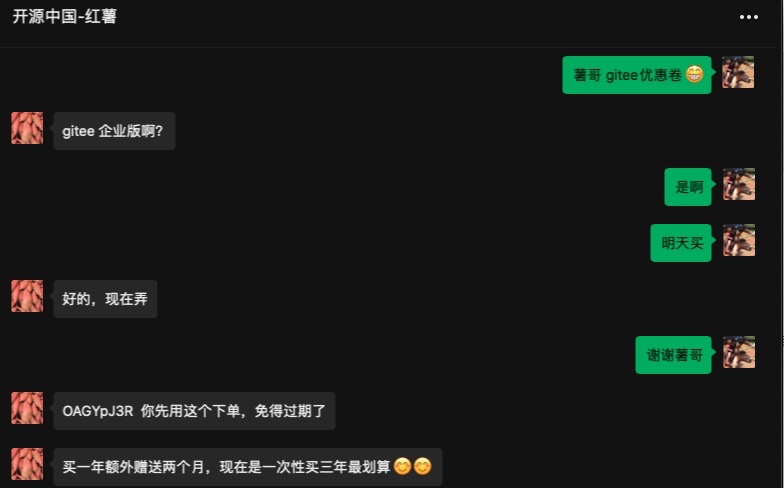 开源中国-红薯
薯哥 gitee优惠卷😁
gitee 企业版啊?
是啊
明天买
好的，现在弄
谢谢薯哥
OAGYpJ3R 你先用这个下单，免得过期了
买一年额外赠送两个月，现在是一次性买三年最划算😊😊